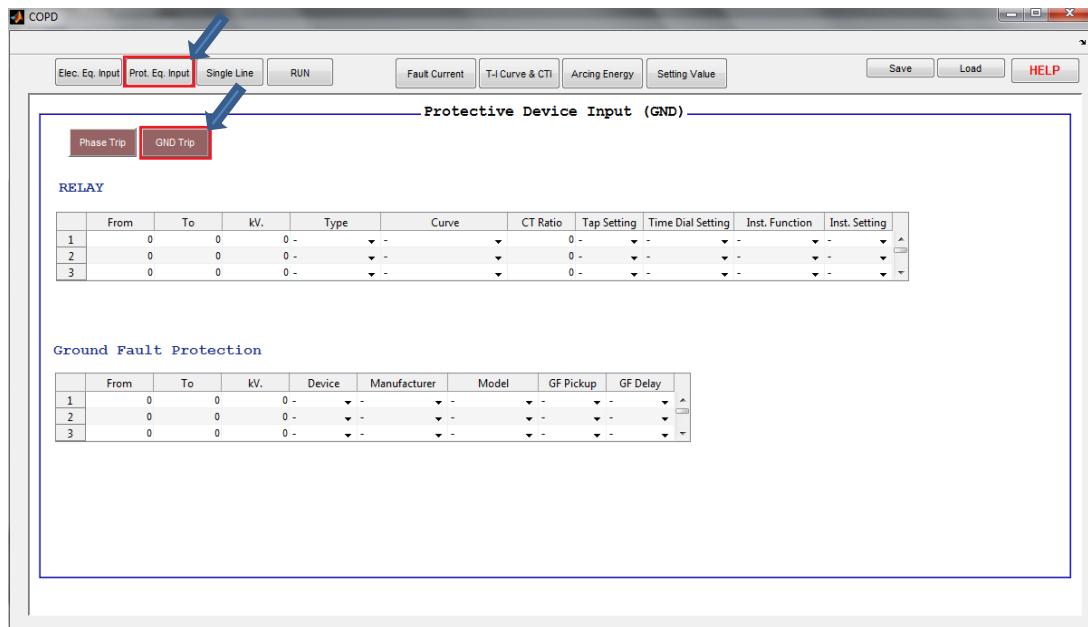 COPD
Elec. Eq. Input Prot. Eq. Input Single Line RUN Fault Current T-I Curve & CTI Arcing Energy Setting Value Save Load HELP
Protective Device Input (GND)
Phase Trip GND Trip
RELAY
From To kV. Type Curve CT Ratio Tap Setting Time Dial Setting Inst. Function Inst. Setting
1 0 0 0 - - 0 - - - -
2 0 0 0 - - 0 - - - -
3 0 0 0 - - 0 - - - -
Ground Fault Protection
From To kV. Device Manufacturer Model GF Pickup GF Delay
1 0 0 0 - - - - -
2 0 0 0 - - - - -
3 0 0 0 - - - - -